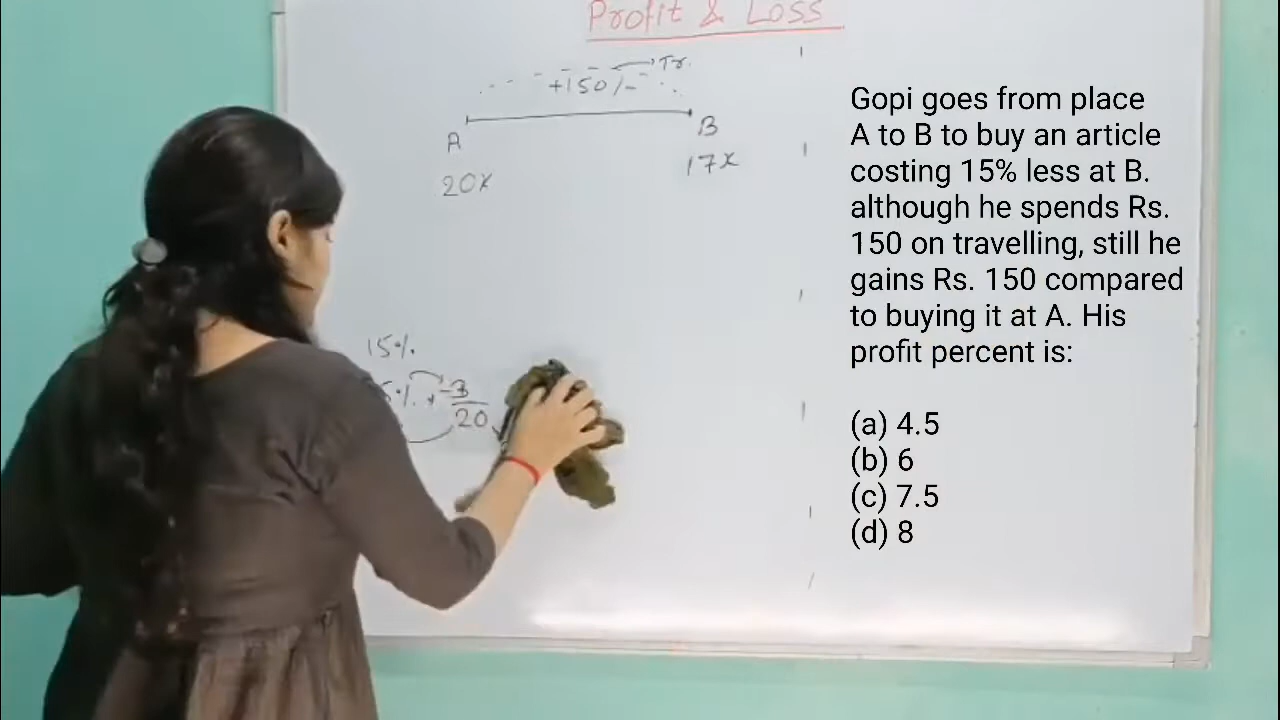 Profit & Loss
Tr.
+150/-
A
B
20x
17x
15%
5% → -3
20
Gopi goes from place
A to B to buy an article
costing 15% less at B.
although he spends Rs.
150 on travelling, still he
gains Rs. 150 compared
to buying it at A. His
profit percent is:
(a) 4.5
(b) 6
(c) 7.5
(d) 8